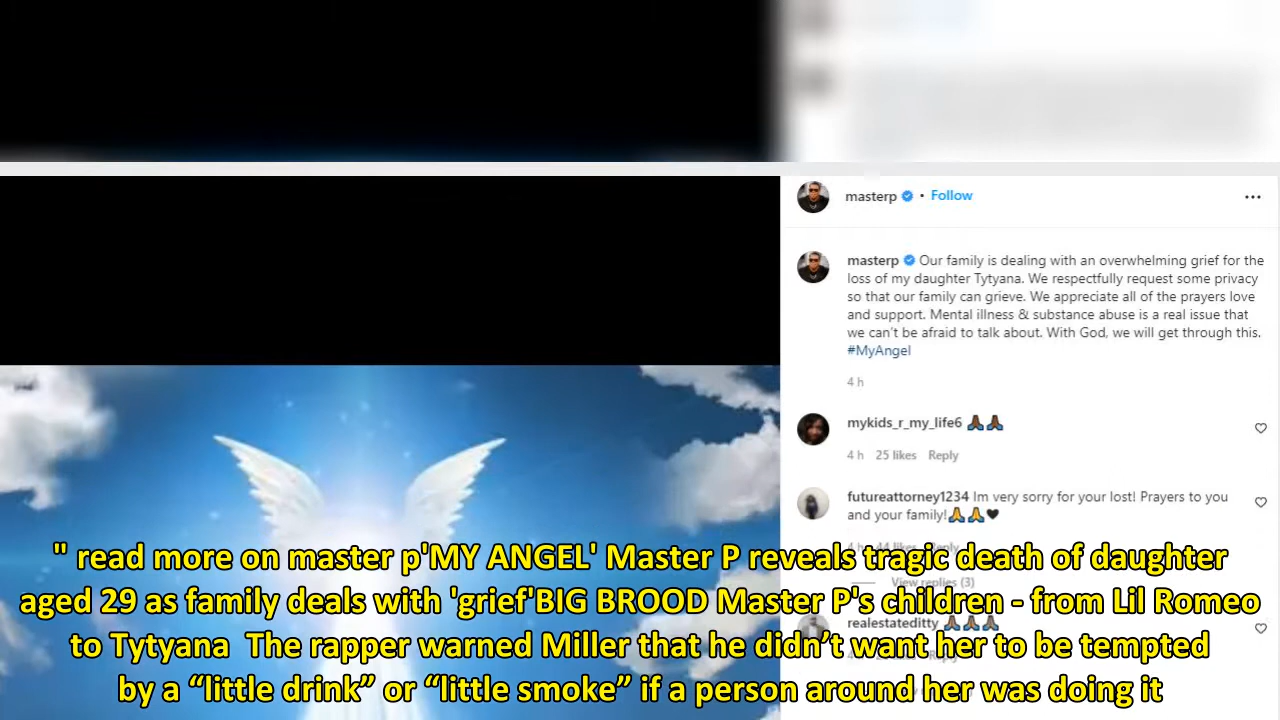 masterp • Follow
masterp Our family is dealing with an overwhelming grief for the
loss of my daughter Tytyana. We respectfully request some privacy
so that our family can grieve. We appreciate all of the prayers love
and support. Mental illness & substance abuse is a real issue that
we can't be afraid to talk about. With God, we will get through this.
#MyAngel
4 h
mykids_r_my_life6
4 h 25 likes Reply
futureattorney1234 Im very sorry for your lost! Prayers to you
and your family!
View replies (3)
realestateditty
" read more on master p'MY ANGEL' Master P reveals tragic death of daughter
aged 29 as family deals with 'grief'BIG BROOD Master P's children - from Lil Romeo
to Tytyana The rapper warned Miller that he didn’t want her to be tempted
by a “little drink” or “little smoke” if a person around her was doing it